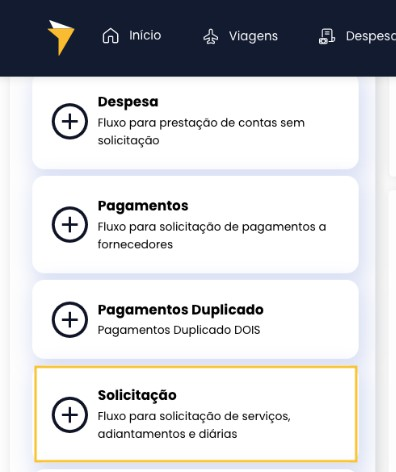 Início
Viagens
Despesa
Despesa
Fluxo para prestação de contas sem
solicitação
Pagamentos
Fluxo para solicitação de pagamentos a
fornecedores
Pagamentos Duplicado
Pagamentos Duplicado DOIS
Solicitação
Fluxo para solicitação de serviços,
adiantamentos e diárias